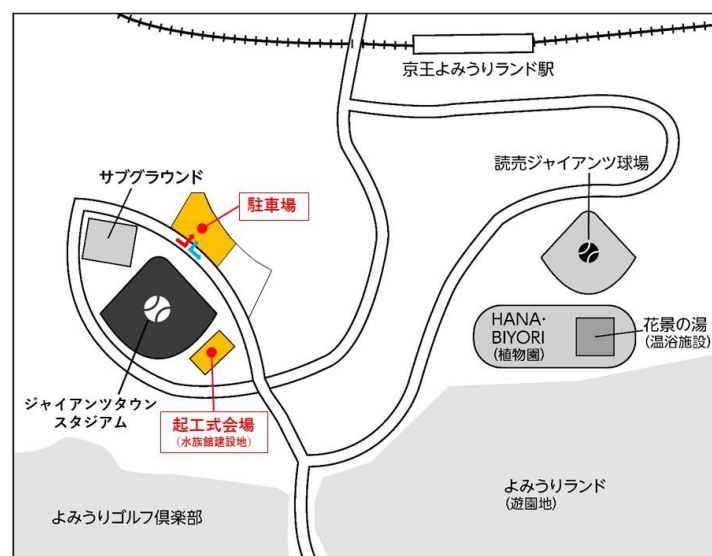 京王よみうりランド駅
読売ジャイアンツ球場
サブグラウンド
駐車場
HANA・
BIYORI
(植物園)
花景の湯
(温浴施設)
ジャイアンツタウン
スタジアム
起工式会場
(水族館建設地)
よみうりランド
(遊園地)
よみうりゴルフ倶楽部